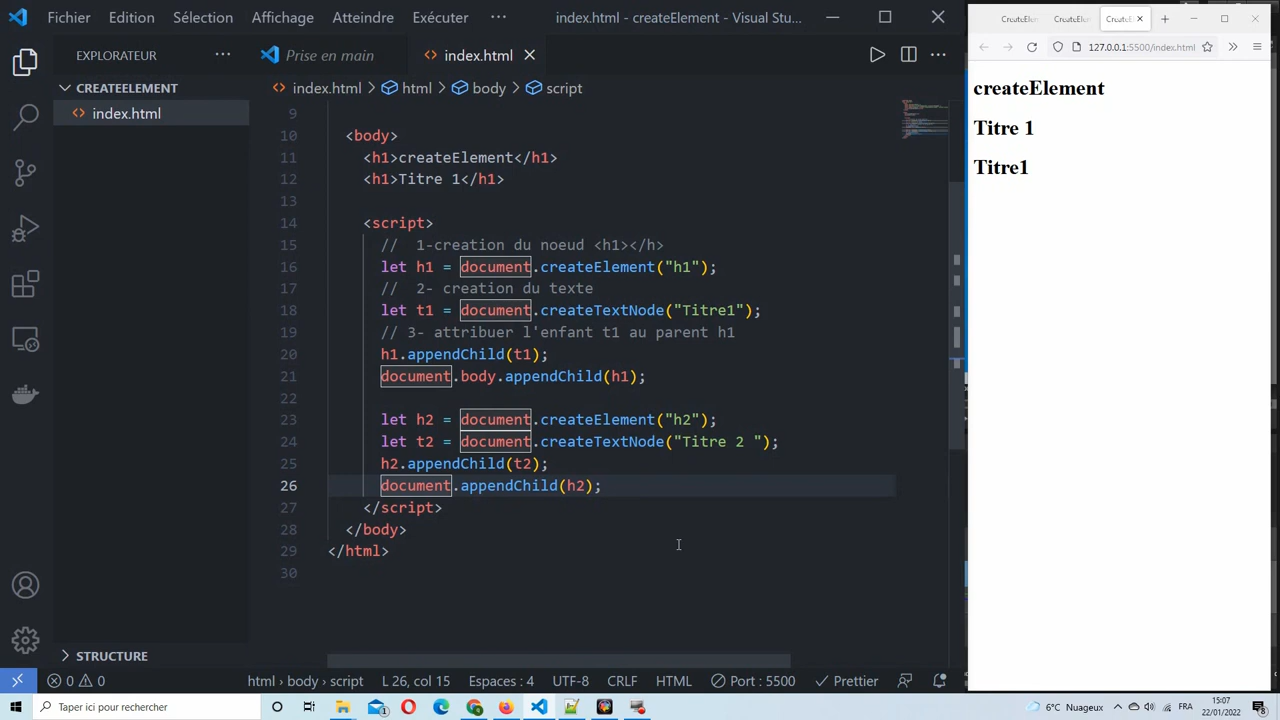 Fichier Edition Sélection Affichage Atteindre Exécuter ··· index.html - createElement - Visual Stu...
EXPLORATEUR ···
Prise en main
index.html
CREATEELEMENT
index.html
index.html > html > body > script
9
10 <body>
11 <h1>createElement</h1>
12 <h1>Titre 1</h1>
13
14 <script>
15 // 1-creation du noeud <h1></h>
16 let h1 = document.createElement("h1");
17 // 2- creation du texte
18 let t1 = document.createTextNode("Titre1");
19 // 3- attribuer l'enfant t1 au parent h1
20 h1.appendChild(t1);
21 document.body.appendChild(h1);
22
23 let h2 = document.createElement("h2");
24 let t2 = document.createTextNode("Titre 2 ");
25 h2.appendChild(t2);
26 document.appendChild(h2);
27 </script>
28 </body>
29 </html>
30
STRUCTURE
0 0 html › body › script L 26, col 15 Espaces : 4 UTF-8 CRLF HTML Port : 5500 Prettier
CreateElem CreateElem CreateE
127.0.0.1:5500/index.html
createElement
Titre 1
Titre1
Taper ici pour rechercher
1
6°C Nuageux
FRA
15:07
22/01/2022
8